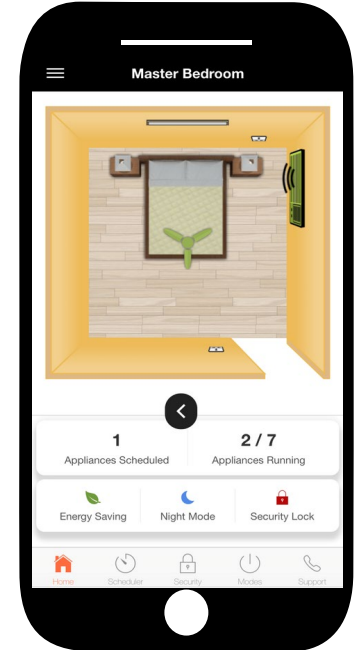 Master Bedroom
1
Appliances Scheduled
2 / 7
Appliances Running
Energy Saving
Night Mode
Security Lock
Home
Scheduler
Security
Modes
Support